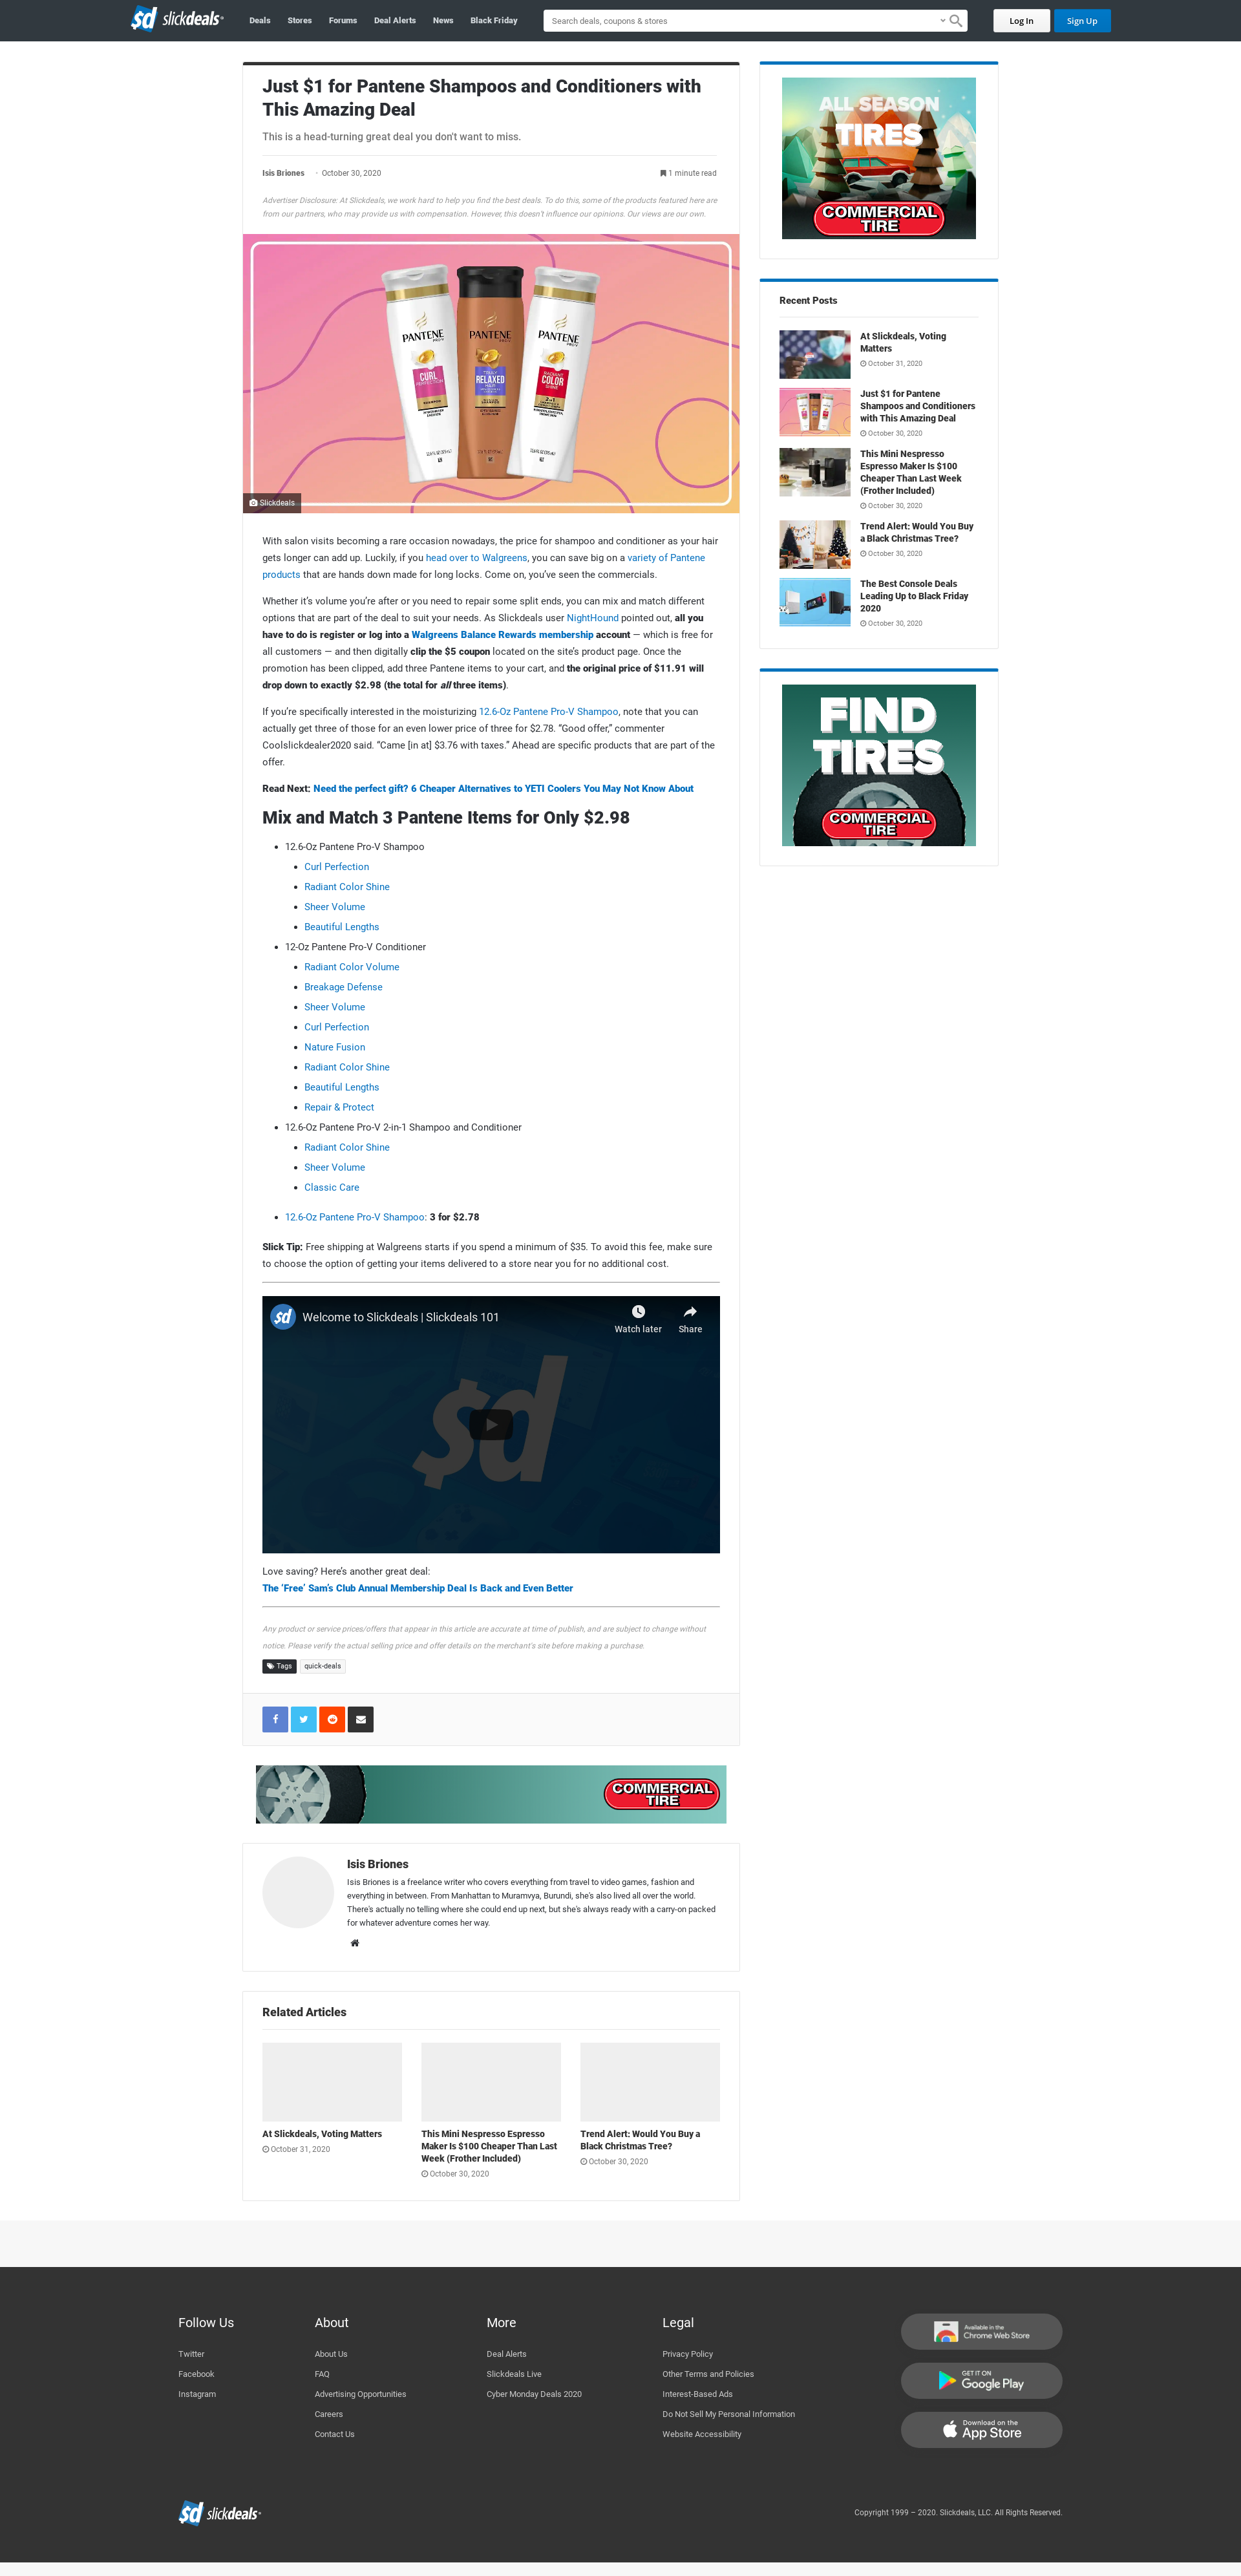 $d slickdeals
Deals Stores Forums Deal Alerts News Black Friday
Search deals, coupons & stores
Log In
Sign Up
Just $1 for Pantene Shampoos and Conditioners with
This Amazing Deal
This is a head-turning great deal you don't want to miss.
Isis Briones · October 30, 2020
1 minute read
Advertiser Disclosure: At Slickdeals, we work hard to help you find the best deals. To do this, some of the products featured here are
from our partners, who may provide us with compensation. However, this doesn't influence our opinions. Our views are our own.
PANTENE
PRO-V
CURL
PERFECTION
SHAMPOO
PANTENE
PRO-V
TRULY
RELAXED
HAIR
PANTENE
PRO-V
RADIANT
COLOR
SHINE
2 in 1
Slickdeals
With salon visits becoming a rare occasion nowadays, the price for shampoo and conditioner as your hair
gets longer can add up. Luckily, if you head over to Walgreens, you can save big on a variety of Pantene
products that are hands down made for long locks. Come on, you've seen the commercials.
Whether it's volume you're after or you need to repair some split ends, you can mix and match different
options that are part of the deal to suit your needs. As Slickdeals user NightHound pointed out, all you
have to do is register or log into a Walgreens Balance Rewards membership account — which is free for
all customers — and then digitally clip the $5 coupon located on the site's product page. Once the
promotion has been clipped, add three Pantene items to your cart, and the original price of $11.91 will
drop down to exactly $2.98 (the total for all three items).
If you're specifically interested in the moisturizing 12.6-Oz Pantene Pro-V Shampoo, note that you can
actually get three of those for an even lower price of three for $2.78. "Good offer," commenter
Coolslickdealer2020 said. "Came [in at] $3.76 with taxes." Ahead are specific products that are part of the
offer.
Read Next: Need the perfect gift? 6 Cheaper Alternatives to YETI Coolers You May Not Know About
Mix and Match 3 Pantene Items for Only $2.98
12.6-Oz Pantene Pro-V Shampoo
Curl Perfection
Radiant Color Shine
Sheer Volume
Beautiful Lengths
12-Oz Pantene Pro-V Conditioner
Radiant Color Volume
Breakage Defense
Sheer Volume
Curl Perfection
Nature Fusion
Radiant Color Shine
Beautiful Lengths
Repair & Protect
12.6-Oz Pantene Pro-V 2-in-1 Shampoo and Conditioner
Radiant Color Shine
Sheer Volume
Classic Care
12.6-Oz Pantene Pro-V Shampoo: 3 for $2.78
Slick Tip: Free shipping at Walgreens starts if you spend a minimum of $35. To avoid this fee, make sure
to choose the option of getting your items delivered to a store near you for no additional cost.
$d Welcome to Slickdeals | Slickdeals 101
Watch later
Share
$d
Love saving? Here's another great deal:
The 'Free' Sam's Club Annual Membership Deal Is Back and Even Better
Any product or service prices/offers that appear in this article are accurate at time of publish, and are subject to change without
notice. Please verify the actual selling price and offer details on the merchant's site before making a purchase.
Tags quick-deals
COMMERCIAL
TIRE
Isis Briones
Isis Briones is a freelance writer who covers everything from travel to video games, fashion and
everything in between. From Manhattan to Muramvya, Burundi, she's also lived all over the world.
There's actually no telling where she could end up next, but she's always ready with a carry-on packed
for whatever adventure comes her way.
Related Articles
At Slickdeals, Voting Matters
October 31, 2020
This Mini Nespresso Espresso
Maker Is $100 Cheaper Than Last
Week (Frother Included)
October 30, 2020
Trend Alert: Would You Buy a
Black Christmas Tree?
October 30, 2020
ALL SEASON
TIRES
COMMERCIAL
TIRE
Recent Posts
At Slickdeals, Voting
Matters
October 31, 2020
Just $1 for Pantene
Shampoos and Conditioners
with This Amazing Deal
October 30, 2020
This Mini Nespresso
Espresso Maker Is $100
Cheaper Than Last Week
(Frother Included)
October 30, 2020
Trend Alert: Would You Buy
a Black Christmas Tree?
October 30, 2020
The Best Console Deals
Leading Up to Black Friday
2020
October 30, 2020
FIND
TIRES
COMMERCIAL
TIRE
Follow Us
Twitter
Facebook
Instagram
About
About Us
FAQ
Advertising Opportunities
Careers
Contact Us
More
Deal Alerts
Slickdeals Live
Cyber Monday Deals 2020
Legal
Privacy Policy
Other Terms and Policies
Interest-Based Ads
Do Not Sell My Personal Information
Website Accessibility
Available in the
Chrome Web Store
GET IT ON
Google Play
Download on the
App Store
$d slickdeals
Copyright 1999 – 2020. Slickdeals, LLC. All Rights Reserved.